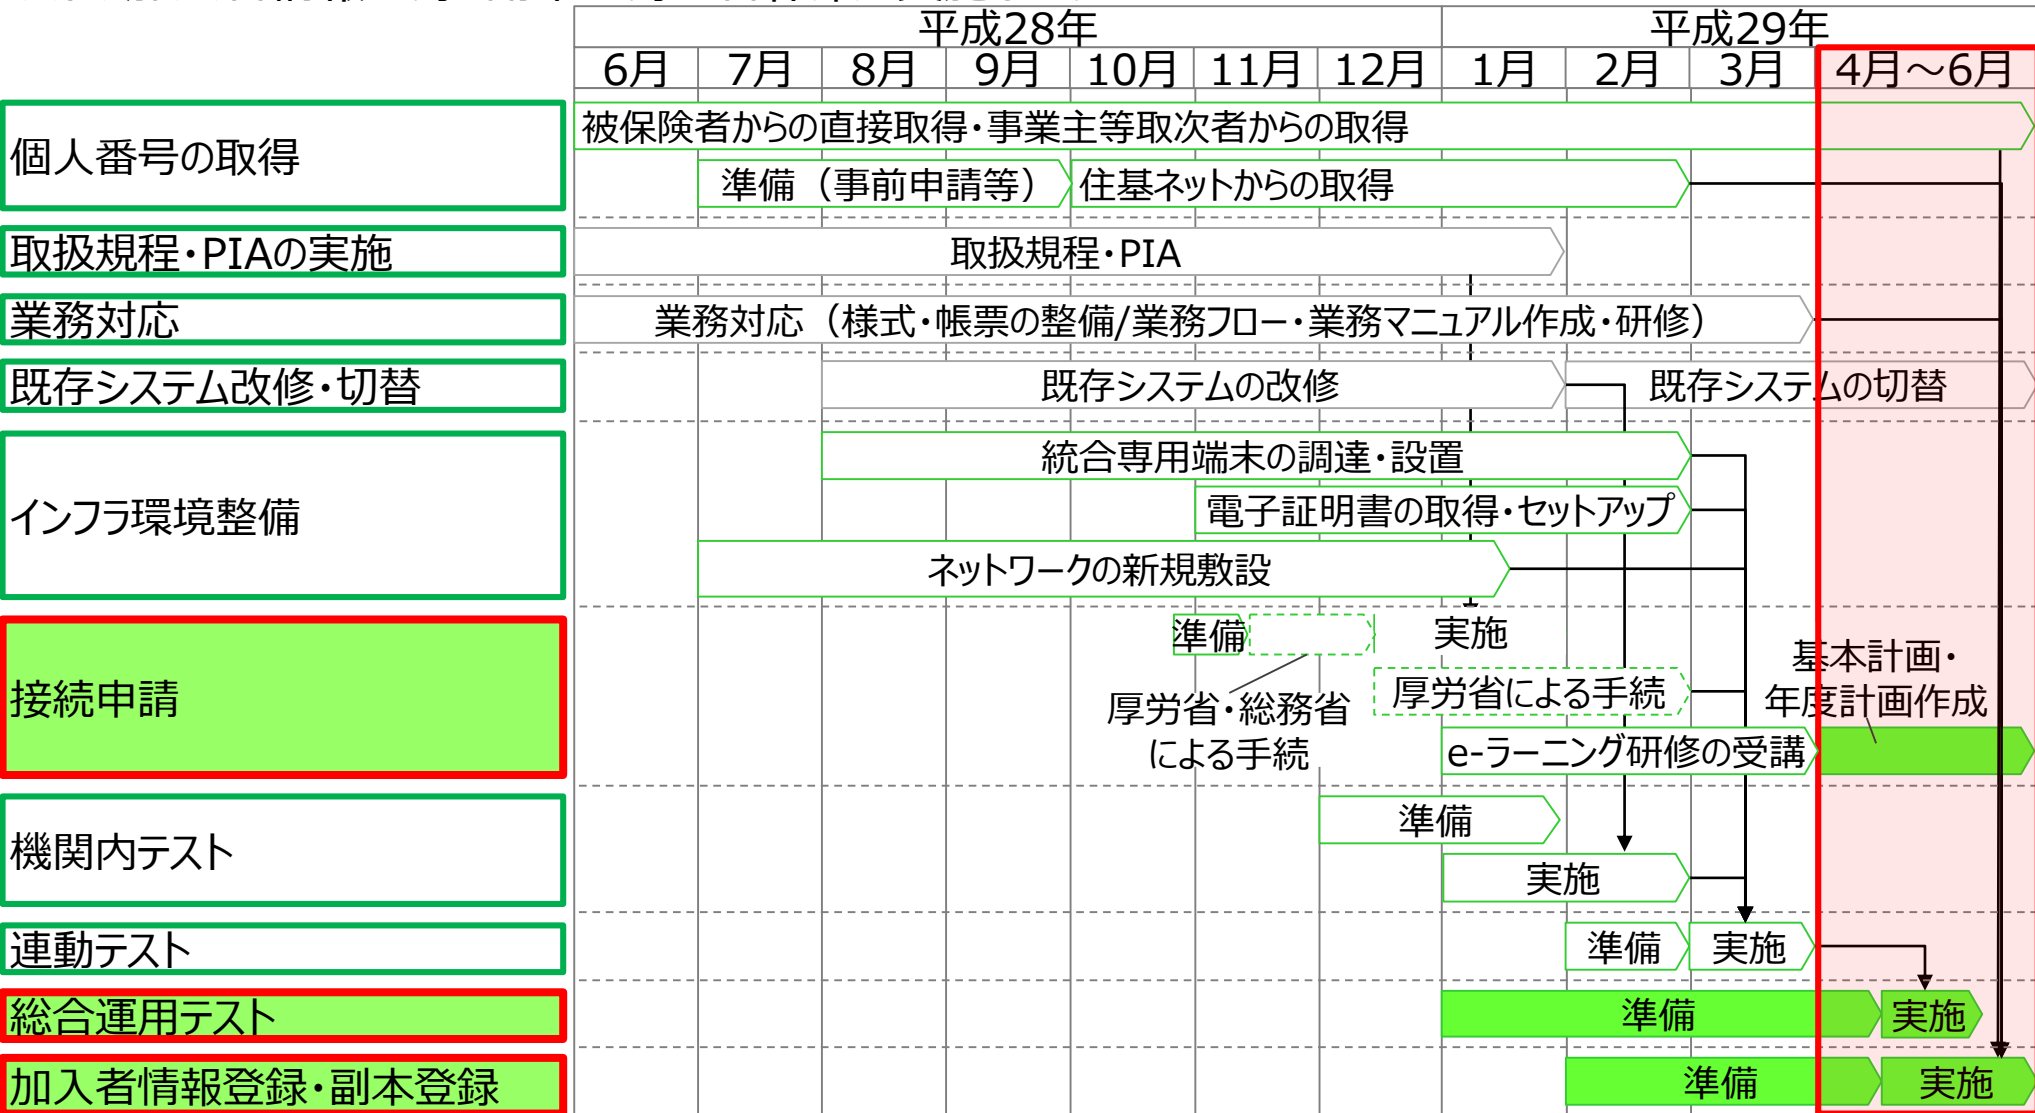 平成28年 平成29年
6月 7月 8月 9月 10月 11月 12月 1月 2月 3月 4月～6月
個人番号の取得
被保険者からの直接取得・事業主等取次者からの取得
準備（事前申請等） 住基ネットからの取得
取扱規程・PIAの実施
取扱規程・PIA
業務対応
業務対応（様式・帳票の整備/業務フロー・業務マニュアル作成・研修）
既存システム改修・切替
既存システムの改修 既存システムの切替
インフラ環境整備
統合専用端末の調達・設置
電子証明書の取得・セットアップ
ネットワークの新規敷設
接続申請
準備 実施
厚労省・総務省
による手続
厚労省による手続
基本計画・
年度計画作成
e-ラーニング研修の受講
機関内テスト
準備
実施
連動テスト
準備 実施
総合運用テスト
準備 実施
加入者情報登録・副本登録
準備 実施